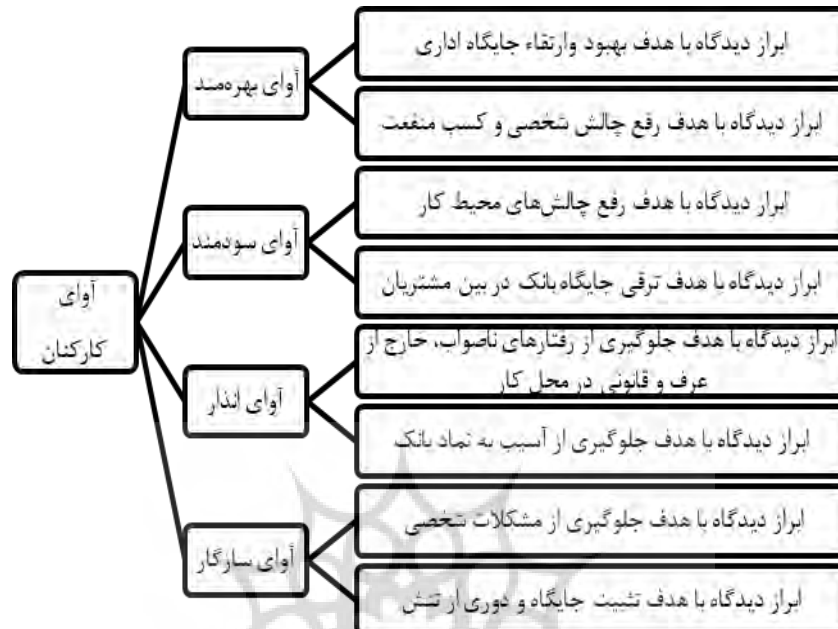 آوای
کارکنان
آوای بهره‌مند
ابراز دیدگاه با هدف بهبود وارتقاء جایگاه اداری
ابراز دیدگاه با هدف رفع چالش شخصی و کسب منفعت
آوای سودمند
ابراز دیدگاه با هدف رفع چالش‌های محیط کار
ابراز دیدگاه با هدف ترقی جایگاه بانک در بین مشتریان
آوای انذار
ابراز دیدگاه با هدف جلوگیری از رفتارهای ناصواب، خارج از
عرف و قانونی در محل کار
ابراز دیدگاه با هدف جلوگیری از آسیب به نماد بانک
آوای سازگار
ابراز دیدگاه با هدف جلوگیری از مشکلات شخصی
ابراز دیدگاه با هدف تثبیت جایگاه و دوری از تنش